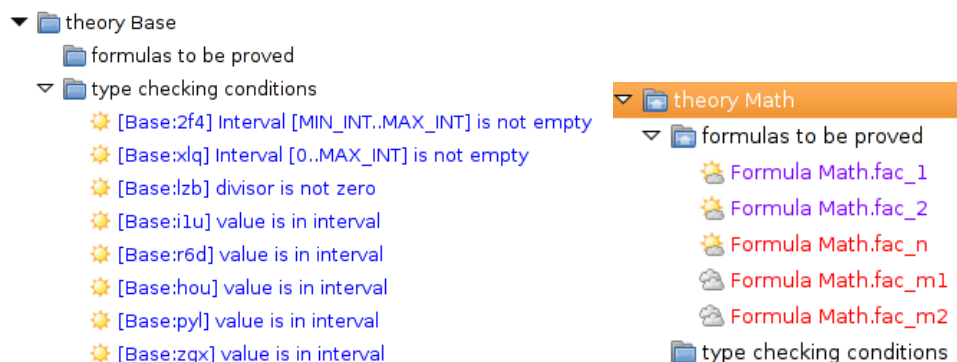 theory Base
formulas to be proved
type checking conditions
[Base:2f4] Interval [MIN_INT..MAX_INT] is not empty
[Base:xlq] Interval [0..MAX_INT] is not empty
[Base:lzb] divisor is not zero
[Base:i1u] value is in interval
[Base:r6d] value is in interval
[Base:hou] value is in interval
[Base:pyl] value is in interval
[Base:zgx] value is in interval
theory Math
formulas to be proved
Formula Math.fac_1
Formula Math.fac_2
Formula Math.fac_n
Formula Math.fac_m1
Formula Math.fac_m2
type checking conditions